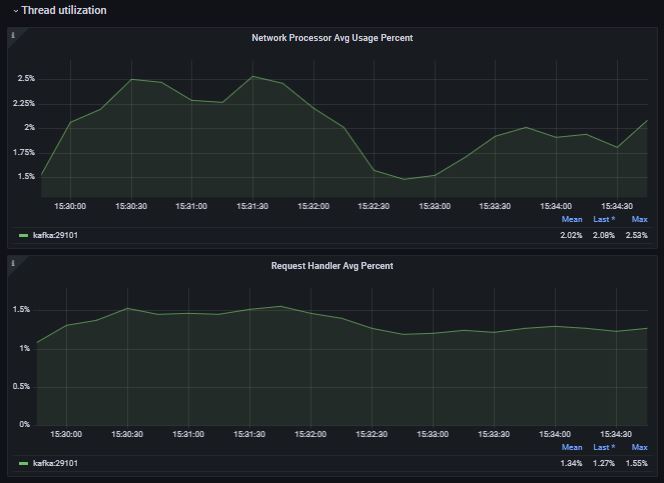 Thread utilization
i
Network Processor Avg Usage Percent
2.5%
2.25%
2%
1.75%
1.5%
15:30:00 15:30:30 15:31:00 15:31:30 15:32:00 15:32:30 15:33:00 15:33:30 15:34:00 15:34:30
Mean Last * Max
kafka:29101 2.02% 2.08% 2.53%
i
Request Handler Avg Percent
1.5%
1%
0.5%
0%
15:30:00 15:30:30 15:31:00 15:31:30 15:32:00 15:32:30 15:33:00 15:33:30 15:34:00 15:34:30
Mean Last * Max
kafka:29101 1.34% 1.27% 1.55%